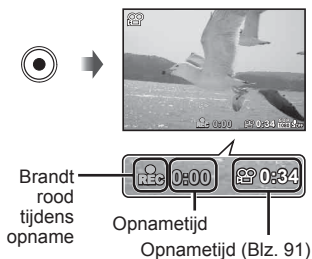 0:00 0:34
REC 0:00 0:34
Brandt
rood
tijdens
opname
Opnametijd
Opnametijd (Blz. 91)